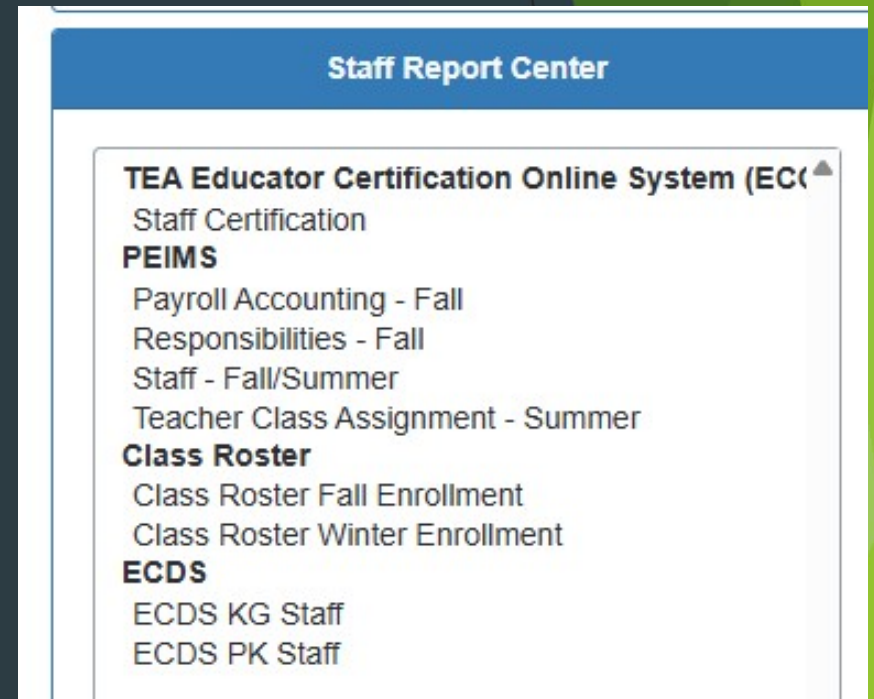 Staff Report Center
TEA Educator Certification Online System (EC
Staff Certification
PEIMS
Payroll Accounting - Fall
Responsibilities - Fall
Staff - Fall/Summer
Teacher Class Assignment - Summer
Class Roster
Class Roster Fall Enrollment
Class Roster Winter Enrollment
ECDS
ECDS KG Staff
ECDS PK Staff